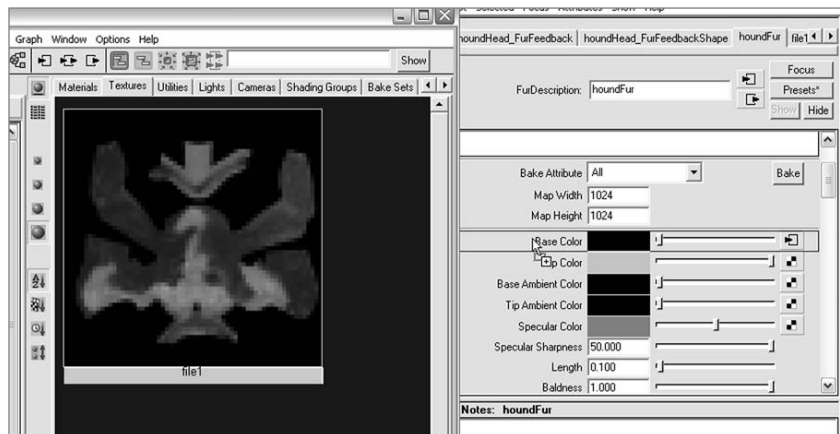 Graph Window Options Help
Show
Materials Textures Utilities Lights Cameras Shading Groups Bake Sets
file1
houndHead_FurFeedback houndHead_FurFeedbackShape houndFur file1
FurDescription: houndFur
Focus
Presets*
Show Hide
Bake Attribute All Bake
Map Width 1024
Map Height 1024
Base Color
Color
Base Ambient Color
Tip Ambient Color
Specular Color
Specular Sharpness 50.000
Length 0.100
Baldness 1.000
Notes: houndFur